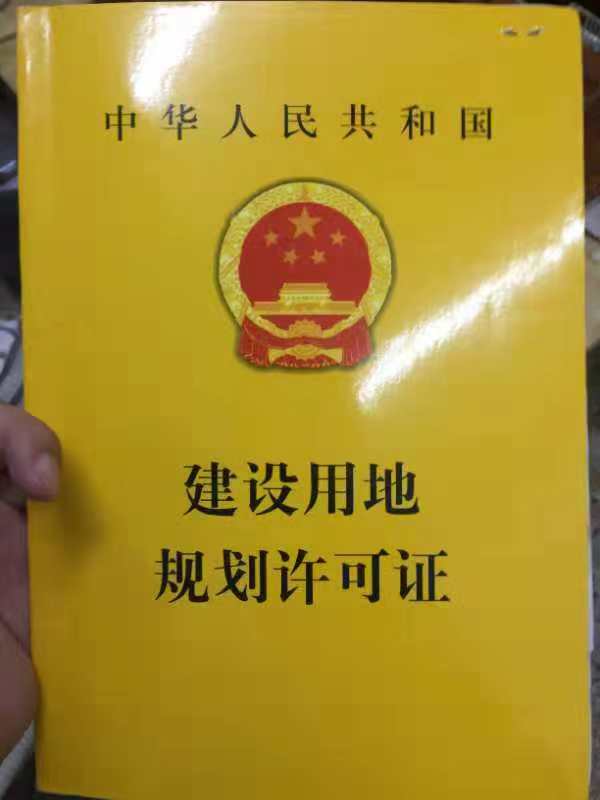 中华人民共和国
建设用地
规划许可证